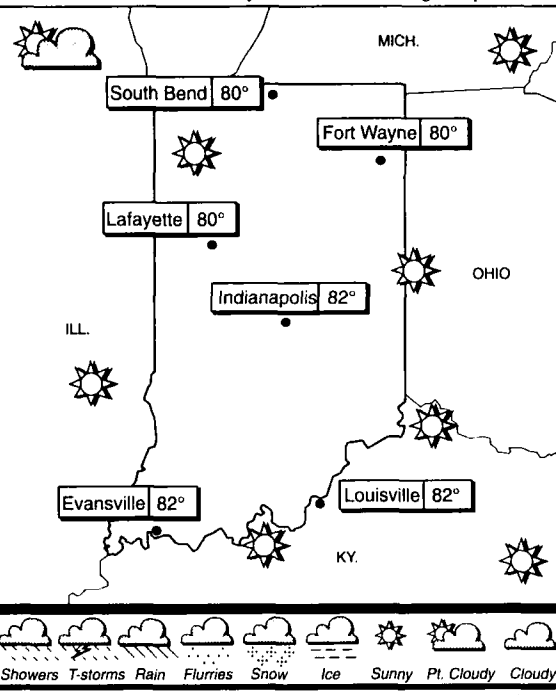 MICH.
South Bend 80°
Fort Wayne 80°
Lafayette 80°
OHIO
Indianapolis 82°
ILL.
Evansville 82°
Louisville 82°
KY.
Showers T-storms Rain Flurries Snow Ice Sunny Pt. Cloudy Cloudy